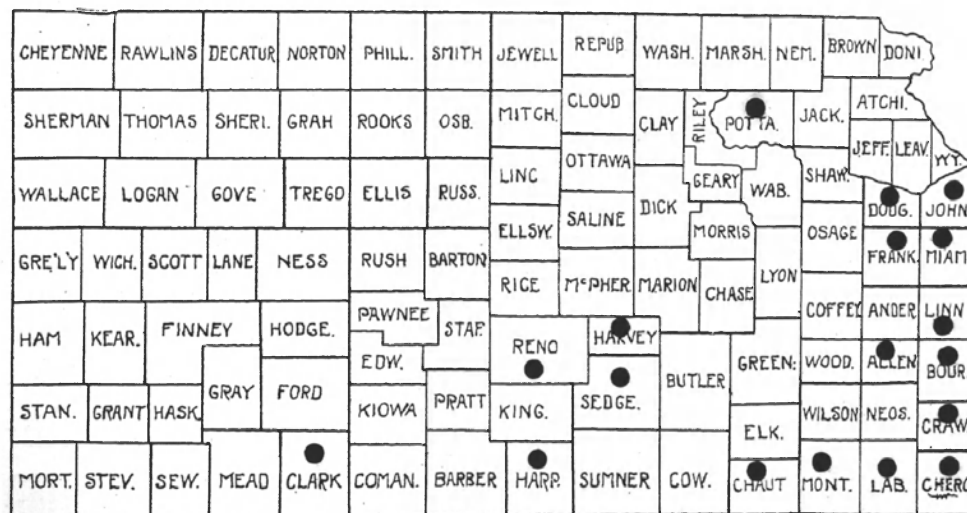 CHEYENNE RAWLINS DECATUR NORTON PHILL. SMITH JEWELL REPUB. WASH. MARSH. NEM. BROWN DONI.
SHERMAN THOMAS SHERI. GRAH ROOKS OSB. MITCH. CLOUD CLAY RILEY POTTA. JACK. ATCHI.
JEFF. LEAV. WY.
WALLACE LOGAN GOVE TREGO ELLIS RUSS. LINC OTTAWA GEARY WAB. SHAW. DOUG. JOHN.
SALINE DICK
ELLSW. MORRIS OSAGE
GRE'LY WICH. SCOTT LANE NESS RUSH BARTON FRANK. MIAM
RICE McPHER. MARION CHASE LYON
HAM KEAR. FINNEY HODGE. PAWNEE STAF. COFFEY ANDER LINN
EDW. RENO HARVEY
GRAY FORD GREEN. WOOD. ALLEN BOUR
STAN. GRANT HASK. KIOWA PRATT KING. SEDGE. BUTLER WILSON NEOS. CRAW
ELK.
MORT. STEV. SEW. MEAD CLARK COMAN. BARBER HARP. SUMNER COW. CHAUT MONT. LAB. CHERO